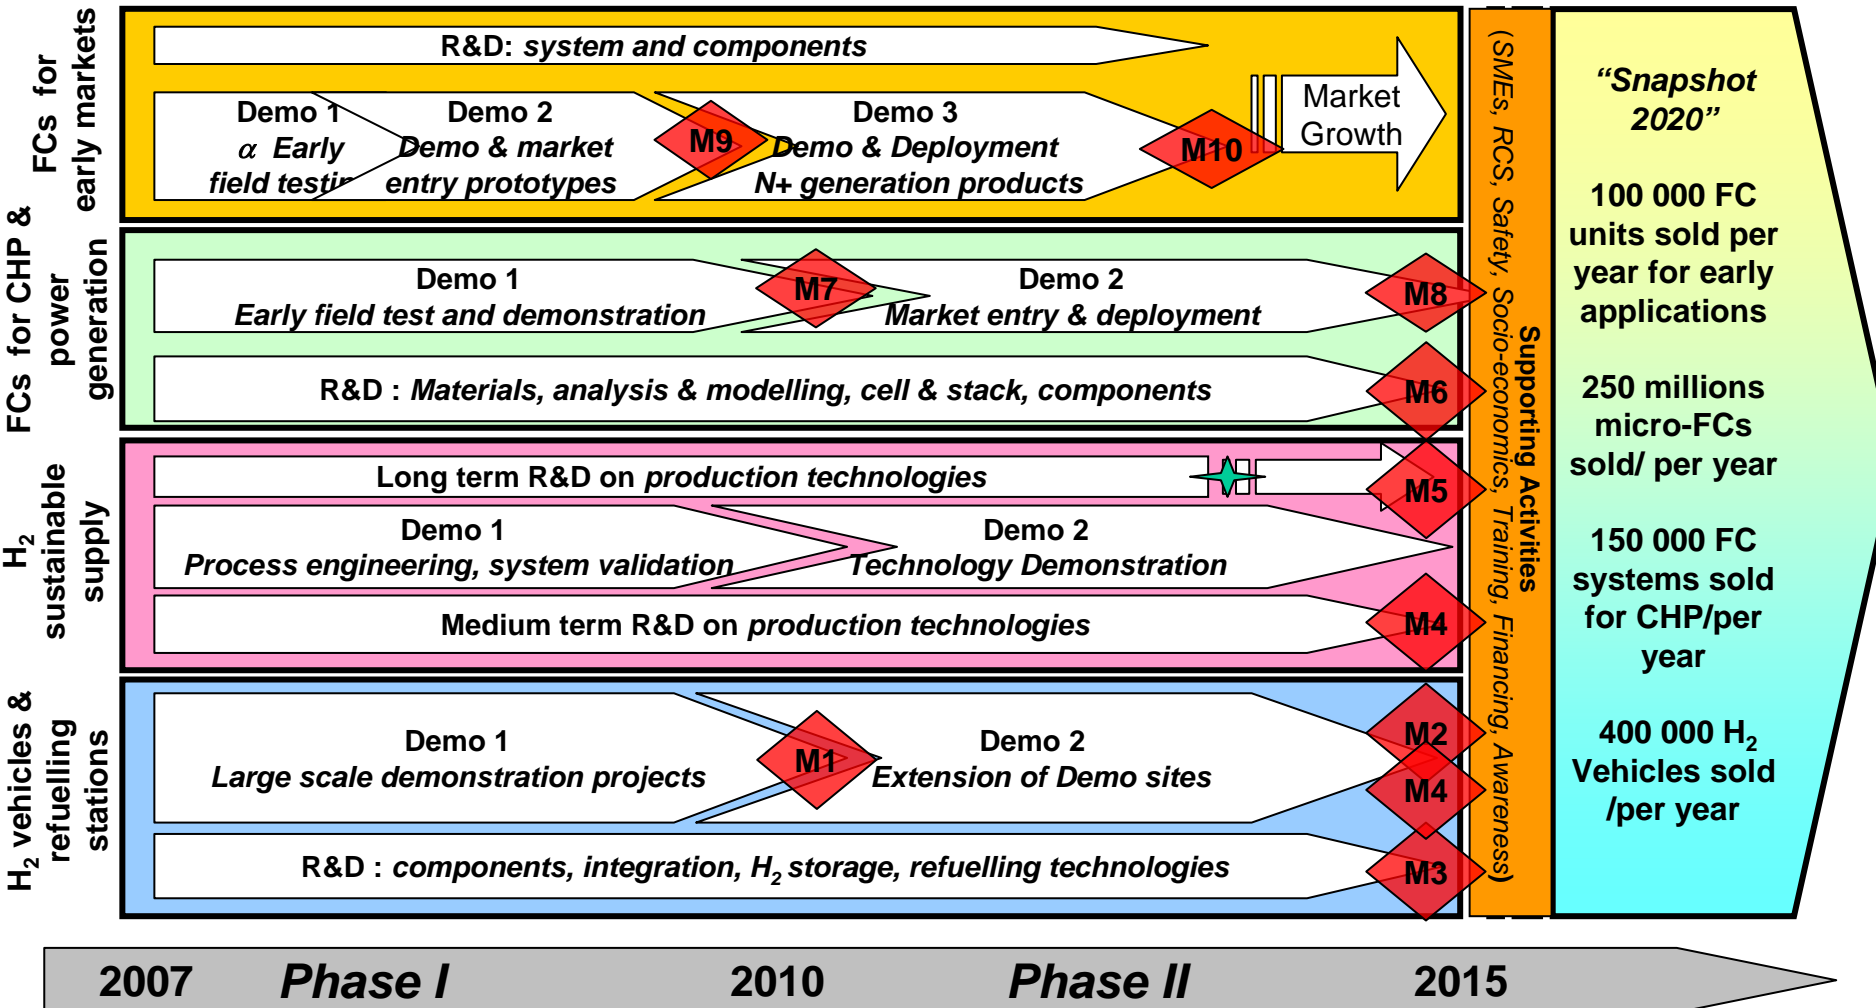 FCs for
early markets
R&D: system and components
Demo 1
α Early
field testin
Demo 2
Demo & market
entry prototypes
M9
Demo 3
Demo & Deployment
N+ generation products
M10
Market
Growth
FCs for CHP &
power
generation
Demo 1
Early field test and demonstration
M7
Demo 2
Market entry & deployment
M8
R&D : Materials, analysis & modelling, cell & stack, components
M6
H2
sustainable
supply
Long term R&D on production technologies
M5
Demo 1
Process engineering, system validation
Demo 2
Technology Demonstration
Medium term R&D on production technologies
M4
H2 vehicles &
refuelling
stations
Demo 1
Large scale demonstration projects
M1
Demo 2
Extension of Demo sites
M2
M4
R&D : components, integration, H2 storage, refuelling technologies
M3
Supporting Activities
(SMEs, RCS, Safety, Socio-economics, Training, Financing, Awareness)
“Snapshot
2020”
100 000 FC
units sold per
year for early
applications
250 millions
micro-FCs
sold/ per year
150 000 FC
systems sold
for CHP/per
year
400 000 H2
Vehicles sold
/per year
2007 Phase I 2010 Phase II 2015